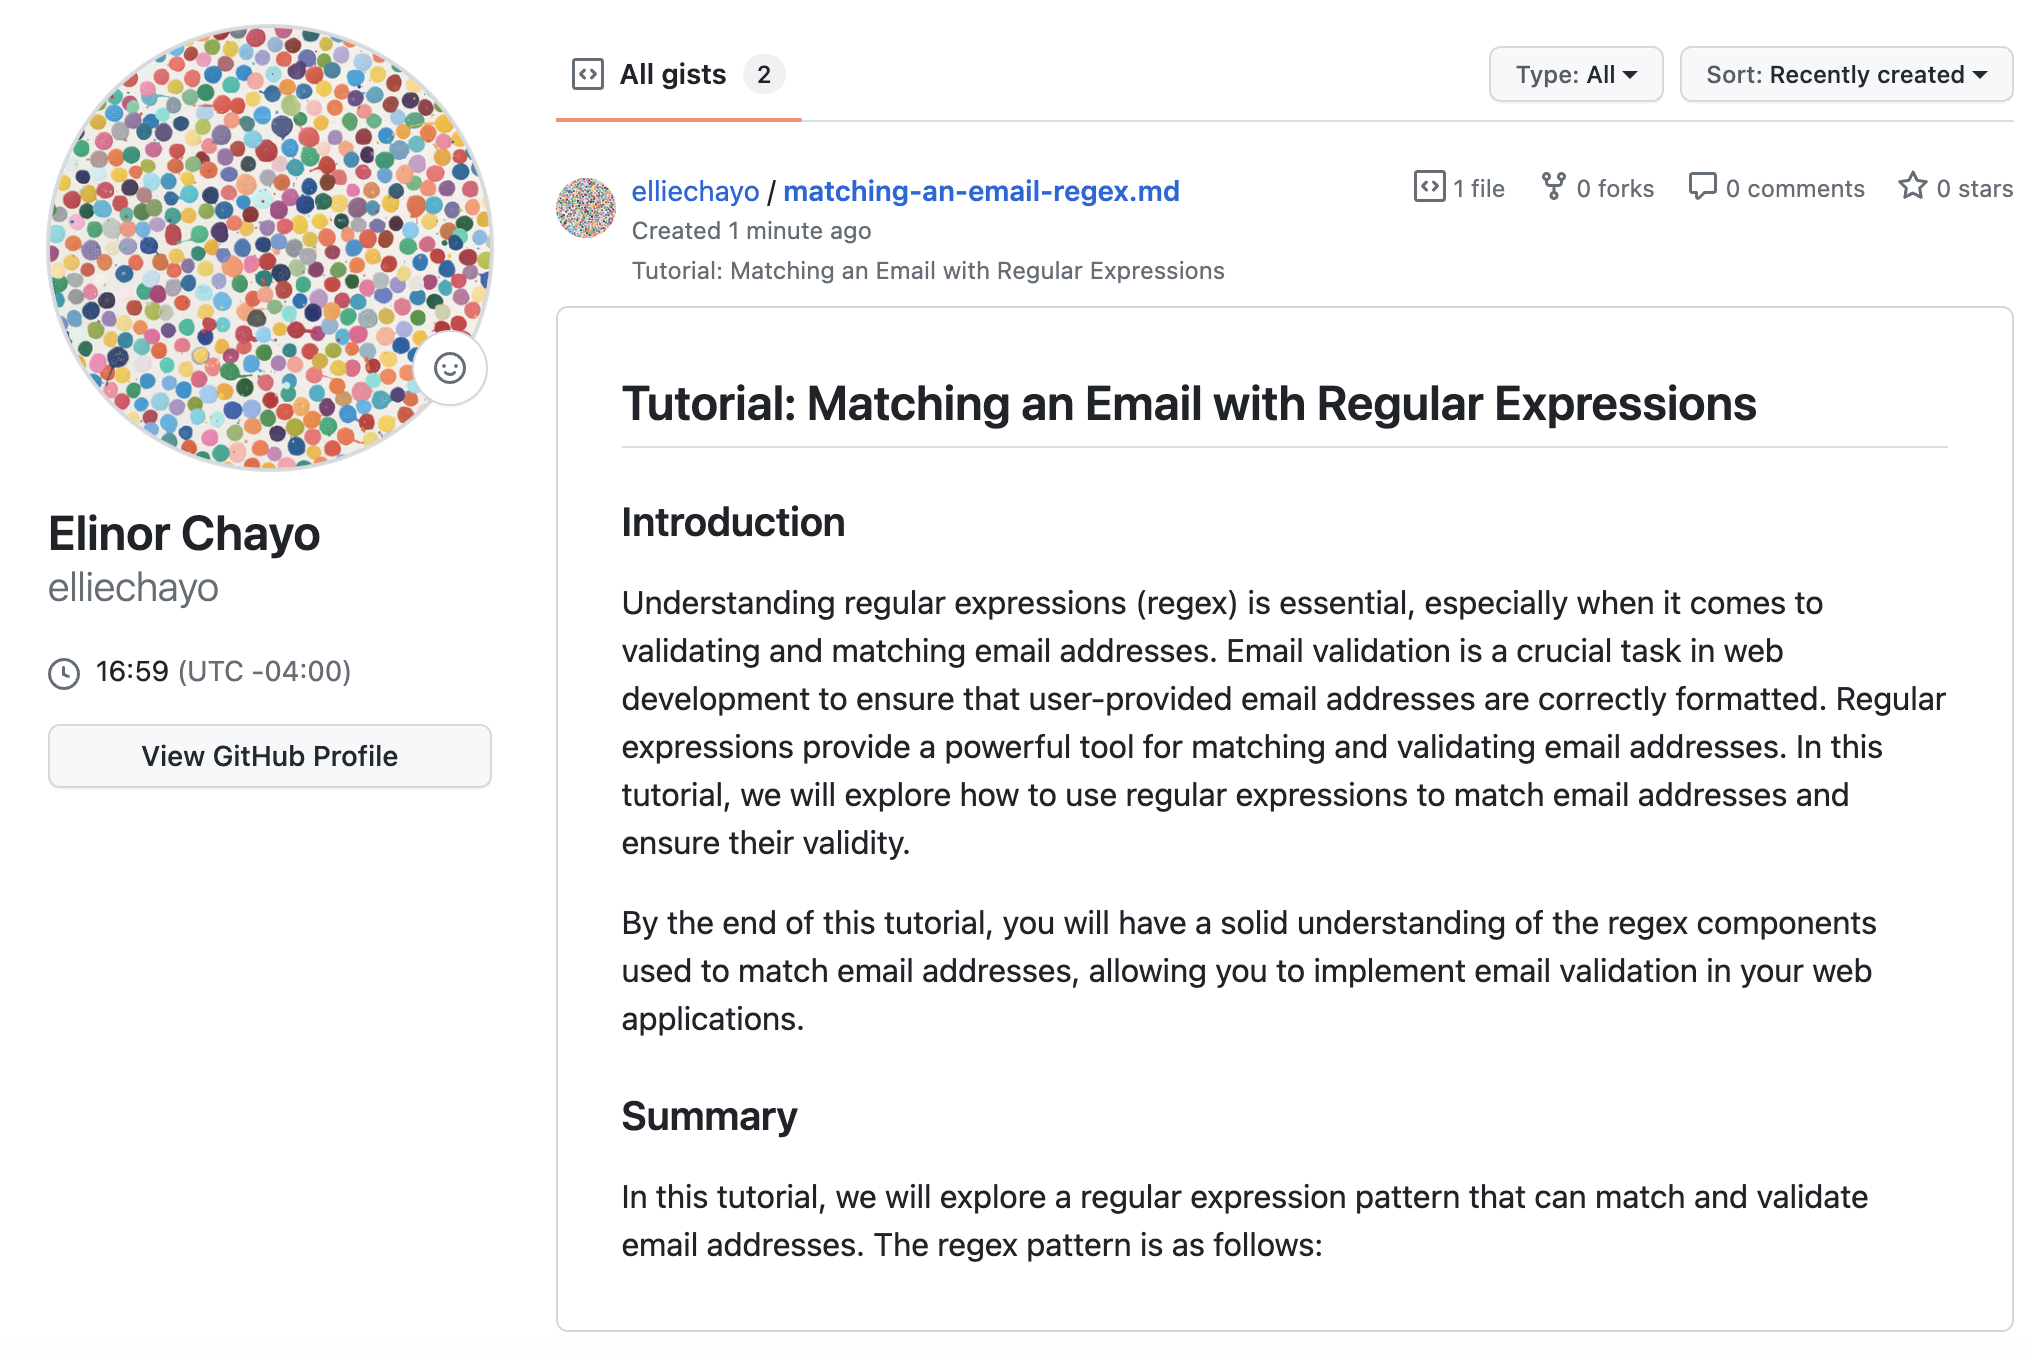 Elinor Chayo
elliechayo
16:59 (UTC -04:00)
View GitHub Profile
All gists 2
Type: All
Sort: Recently created
elliechayo / matching-an-email-regex.md
Created 1 minute ago
Tutorial: Matching an Email with Regular Expressions
1 file
0 forks
0 comments
0 stars
Tutorial: Matching an Email with Regular Expressions
Introduction
Understanding regular expressions (regex) is essential, especially when it comes to
validating and matching email addresses. Email validation is a crucial task in web
development to ensure that user-provided email addresses are correctly formatted. Regular
expressions provide a powerful tool for matching and validating email addresses. In this
tutorial, we will explore how to use regular expressions to match email addresses and
ensure their validity.
By the end of this tutorial, you will have a solid understanding of the regex components
used to match email addresses, allowing you to implement email validation in your web
applications.
Summary
In this tutorial, we will explore a regular expression pattern that can match and validate
email addresses. The regex pattern is as follows: